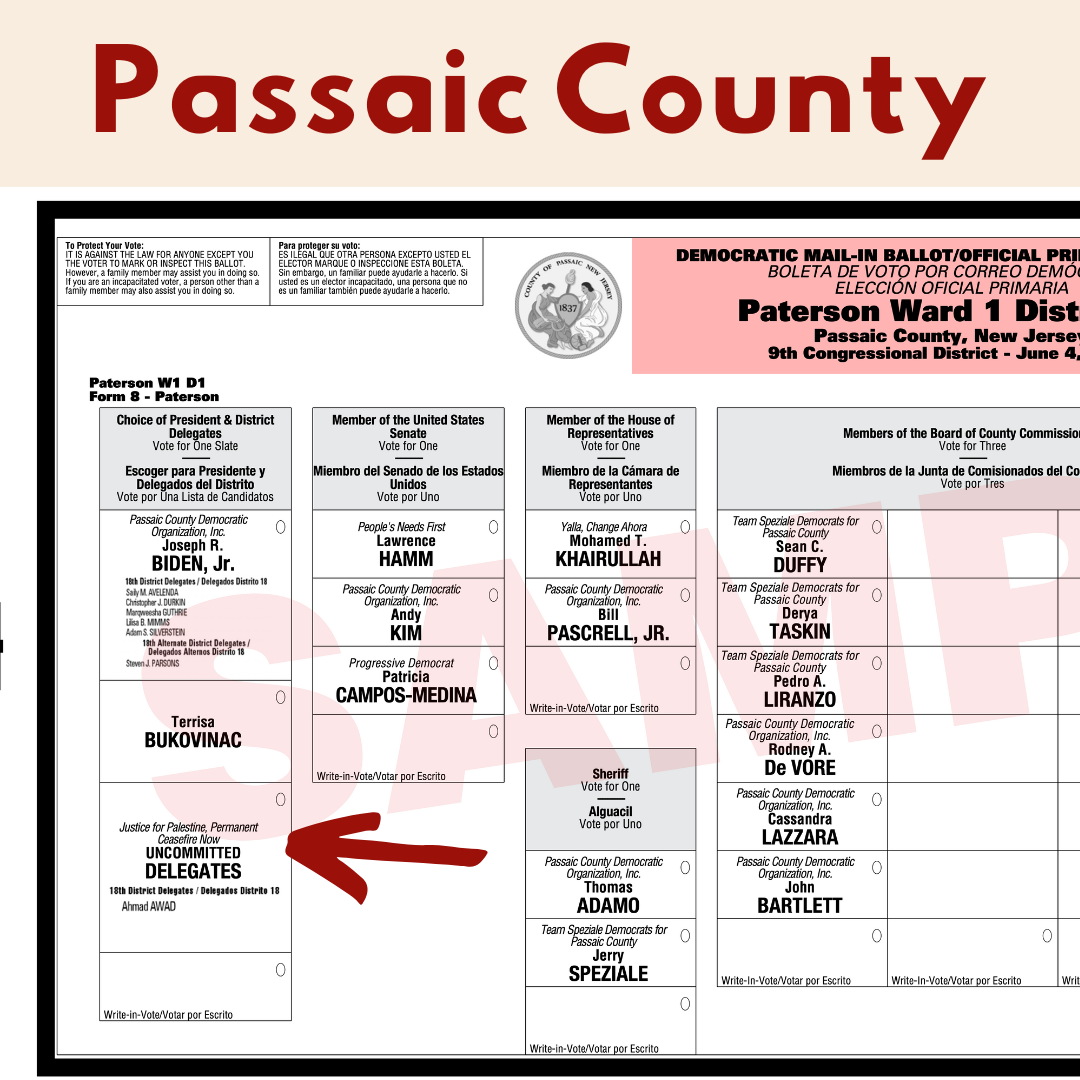 Passaic County
To Protect Your Vote:
IT IS AGAINST THE LAW FOR ANYONE EXCEPT YOU
THE VOTER TO MARK OR INSPECT THIS BALLOT.
However, a family member may assist you in doing so.
If you are an incapacitated voter, a person other than a
family member may also assist you in doing so.
Para proteger su voto:
ES ILEGAL QUE OTRA PERSONA EXCEPTO USTED EL
ELECTOR MARQUE O INSPECCIONE ESTA BOLETA.
Sin embargo, un familiar puede ayudarle a hacerlo. Si
usted es un elector incapacitado, una persona que no
es un familiar también puede ayudarle a hacerlo.
COUNTY OF PASSAIC NEW JERSEY
1837
DEMOCRATIC MAIL-IN BALLOT/OFFICIAL PRI
BOLETA DE VOTO POR CORREO DEMÓ
ELECCIÓN OFICIAL PRIMARIA
Paterson Ward 1 Dist
Passaic County, New Jersey
9th Congressional District - June 4,
Paterson W1 D1
Form 8 - Paterson
Choice of President & District
Delegates
Vote for One Slate
Escoger para Presidente y
Delegados del Distrito
Vote por Una Lista de Candidatos
Passaic County Democratic
Organization, Inc.
Joseph R.
BIDEN, Jr.
18th District Delegates / Delegados Distrito 18
Sally M. AVELENDA
Christopher J. DURKIN
Marqweesha GUTHRIE
Lilisa B. MIMMS
Adam S. SILVERSTEIN
18th Alternate District Delegates /
Delegados Alternos Distrito 18
Steven J. PARSONS
Terrisa
BUKOVINAC
Justice for Palestine, Permanent
Ceasefire Now
UNCOMMITTED
DELEGATES
18th District Delegates / Delegados Distrito 18
Ahmad AWAD
Write-in-Vote/Votar por Escrito
Member of the United States
Senate
Vote for One
Miembro del Senado de los Estados
Unidos
Vote por Uno
People's Needs First
Lawrence
HAMM
Passaic County Democratic
Organization, Inc.
Andy
KIM
Progressive Democrat
Patricia
CAMPOS-MEDINA
Write-in-Vote/Votar por Escrito
Member of the House of
Representatives
Vote for One
Miembro de la Cámara de
Representantes
Vote por Uno
Yalla, Change Ahora
Mohamed T.
KHAIRULLAH
Passaic County Democratic
Organization, Inc.
Bill
PASCRELL, JR.
Write-in-Vote/Votar por Escrito
Sheriff
Vote for One
Alguacil
Vote por Uno
Passaic County Democratic
Organization, Inc.
Thomas
ADAMO
Team Speziale Democrats for
Passaic County
Jerry
SPEZIALE
Write-in-Vote/Votar por Escrito
Members of the Board of County Commission
Vote for Three
Miembros de la Junta de Comisionados del Co
Vote por Tres
Team Speziale Democrats for
Passaic County
Sean C.
DUFFY
Team Speziale Democrats for
Passaic County
Derya
TASKIN
Team Speziale Democrats for
Passaic County
Pedro A.
LIRANZO
Passaic County Democratic
Organization, Inc.
Rodney A.
De VORE
Passaic County Democratic
Organization, Inc.
Cassandra
LAZZARA
Passaic County Democratic
Organization, Inc.
John
BARTLETT
Write-In-Vote/Votar por Escrito
Write-In-Vote/Votar por Escrito
Writ
SAMP